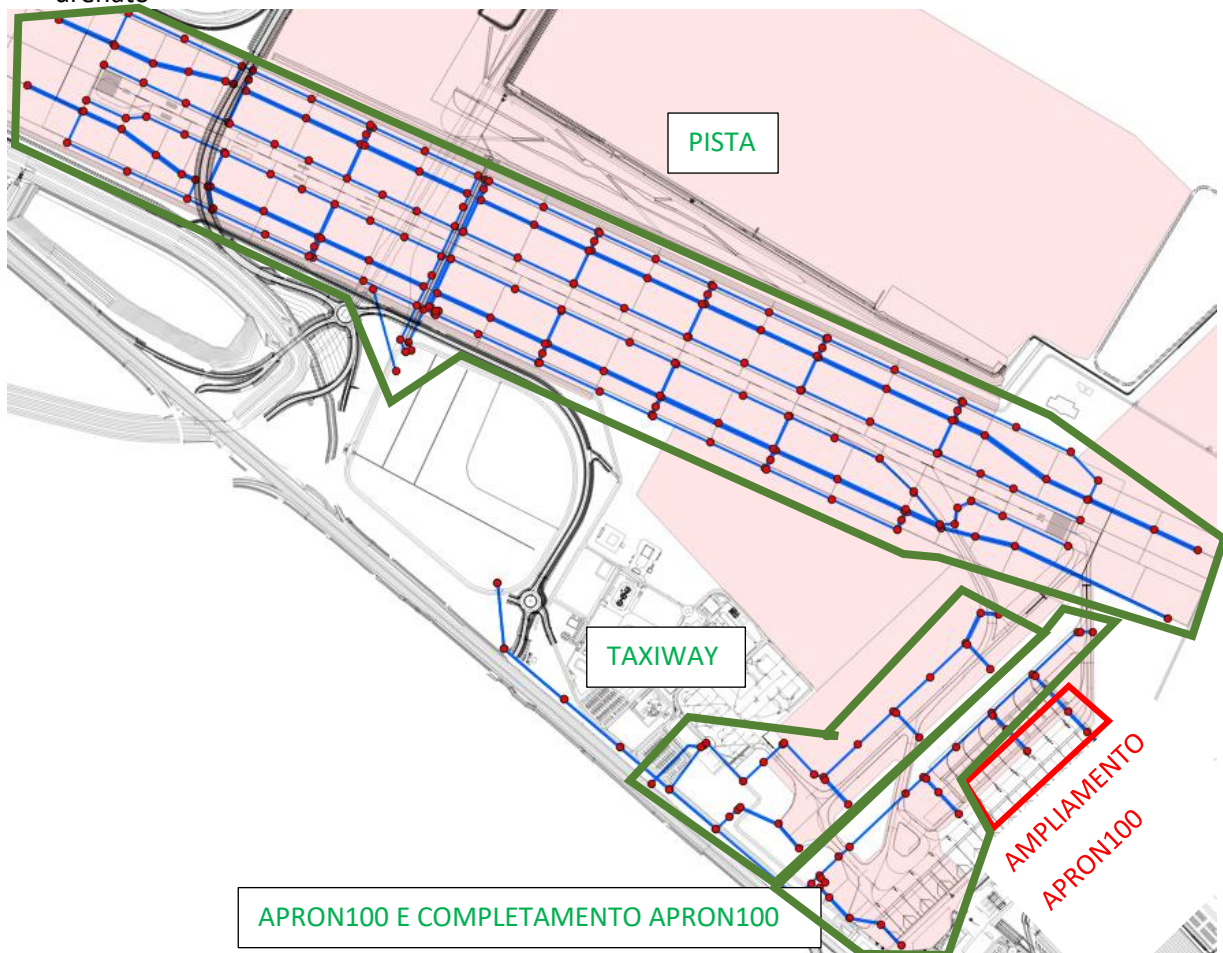 PISTA
TAXIWAY
AMPLIAMENTO
APRON100
APRON100 E COMPLETAMENTO APRON100